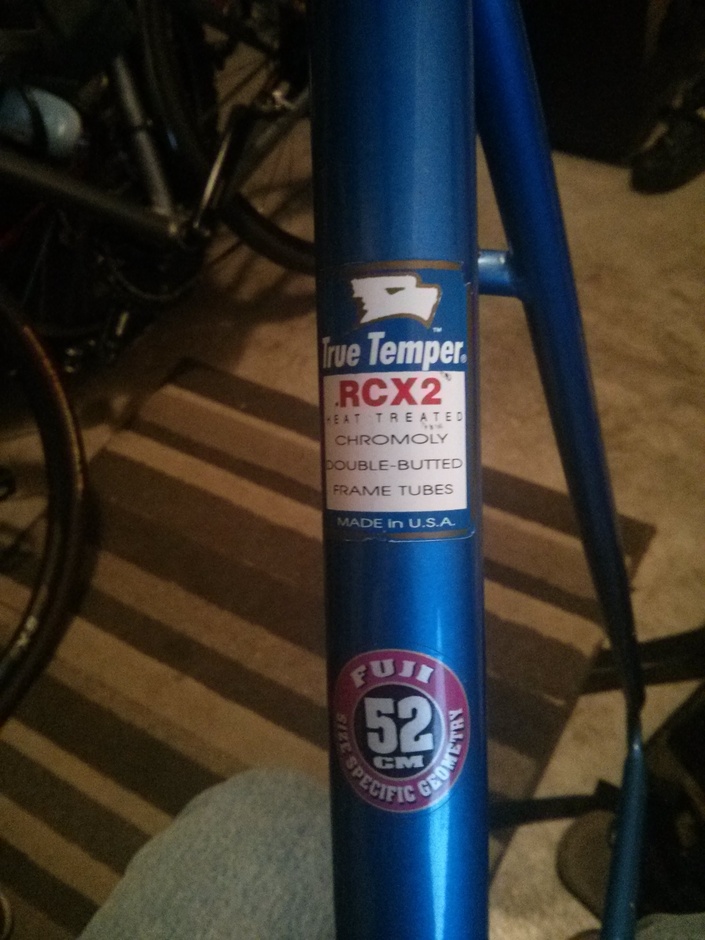 True Temper®
RCX2
HEAT TREATED
CHROMOLY
DOUBLE-BUTTED
FRAME TUBES
MADE in U.S.A.
FUJI
52
CM
SIZE SPECIFIC GEOMETRY